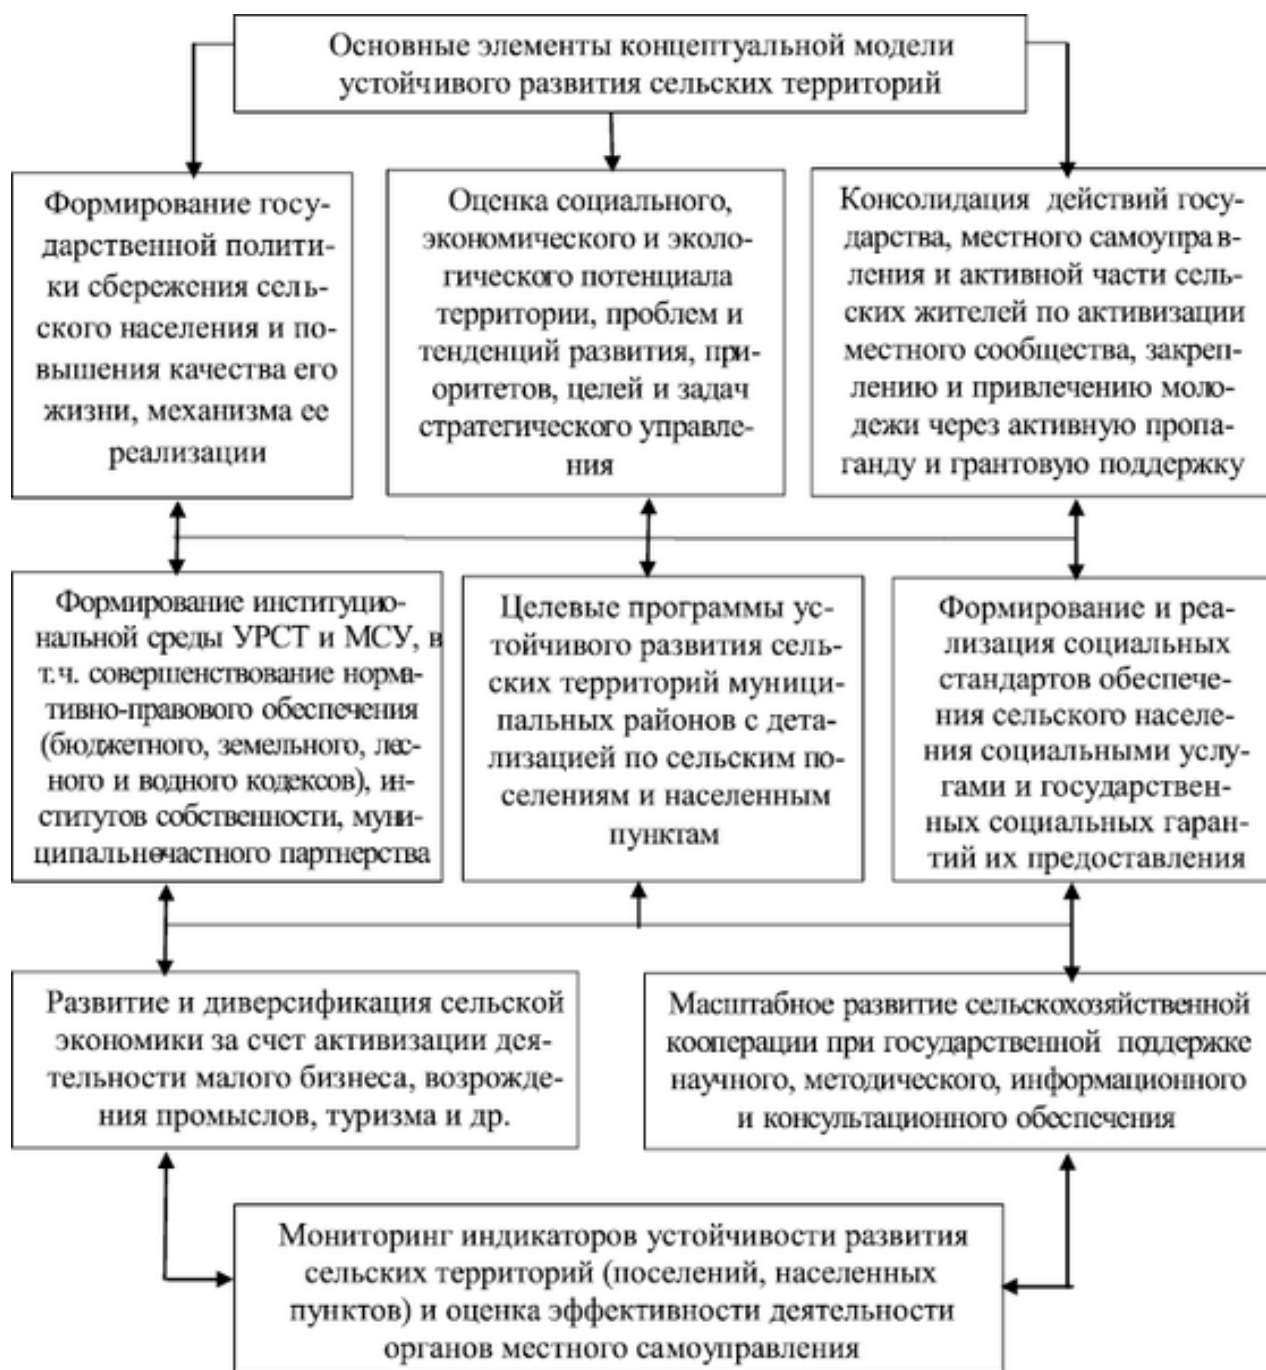 Основные элементы концептуальной модели
устойчивого развития сельских территорий
Формирование госу-
дарственной полити-
ки сбережения сель-
ского населения и по-
вышения качества его
жизни, механизма ее
реализации
Оценка социального,
экономического и эколо-
гического потенциала
территории, проблем и
тенденций развития, при-
оритетов, целей и задач
стратегического управле-
ния
Консолидация действий госу-
дарства, местного самоуправ-
ления и активной части сель-
ских жителей по активизации
местного сообщества, закреп-
лению и привлечению моло-
дежи через активную пропа-
ганду и грантовую поддержку
Формирование институцио-
нальной среды УРСТ и МСУ, в
т.ч. совершенствование норма-
тивно-правового обеспечения
(бюджетного, земельного, лес-
ного и водного кодексов), ин-
ститутов собственности, муни-
ципально-частного партнерства
Целевые программы ус-
тойчивого развития сель-
ских территорий муници-
пальных районов с дета-
лизацией по сельским по-
селениям и населенным
пунктам
Формирование и реа-
лизация социальных
стандартов обеспече-
ния сельского населе-
ния социальными услу-
гами и государствен-
ных социальных гаран-
тий их предоставления
Развитие и диверсификация сельской
экономики за счет активизации дея-
тельности малого бизнеса, возрожде-
ния промыслов, туризма и др.
Масштабное развитие сельскохозяйственной
кооперации при государственной поддержке
научного, методического, информационного
и консультационного обеспечения
Мониторинг индикаторов устойчивости развития
сельских территорий (поселений, населенных
пунктов) и оценка эффективности деятельности
органов местного самоуправления